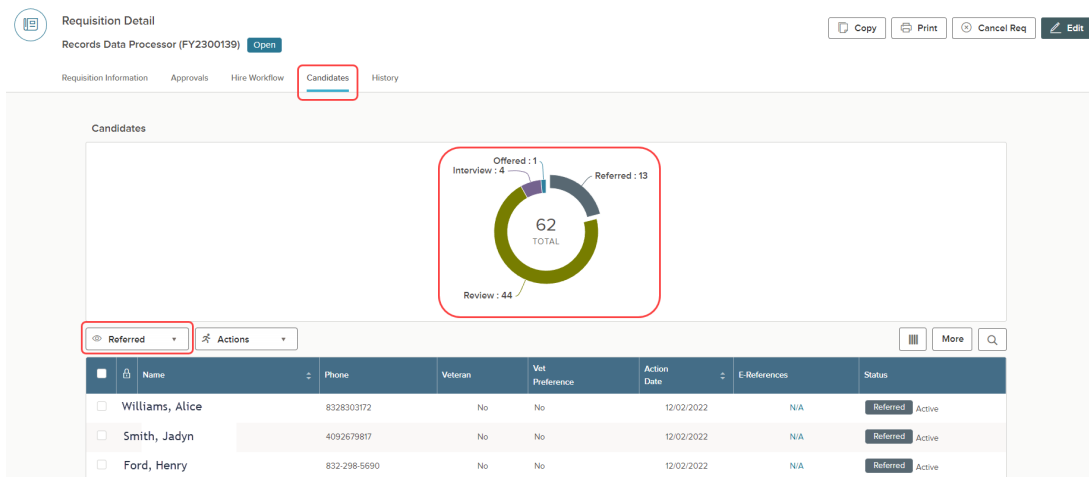 Requisition Detail
Records Data Processor (FY2300139) Open
Copy Print Cancel Req Edit
Requisition Information Approvals Hire Workflow Candidates History
Candidates
Offered : 1
Interview : 4
Referred : 13
62
TOTAL
Review : 44
Referred Actions More
Name Phone Veteran Vet Preference Action Date E-References Status
Williams, Alice 8328303172 No No 12/02/2022 N/A Referred Active
Smith, Jadyn 4092679817 No No 12/02/2022 N/A Referred Active
Ford, Henry 832-298-5690 No No 12/02/2022 N/A Referred Active